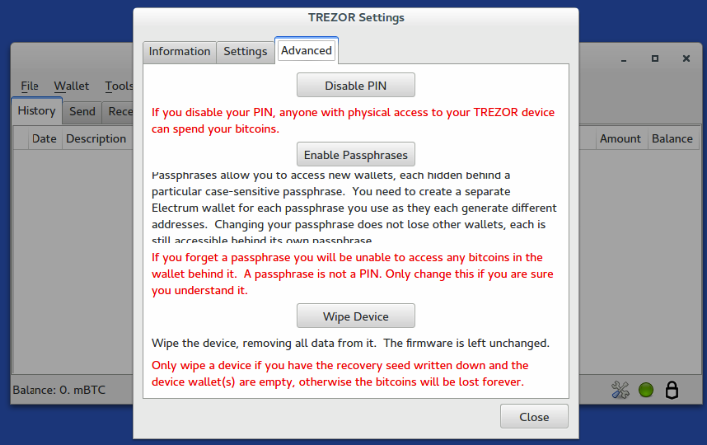 TREZOR Settings
Information Settings Advanced
File Wallet Tools
History Send Rece
Date Description Amount Balance
Disable PIN
If you disable your PIN, anyone with physical access to your TREZOR device
can spend your bitcoins.
Enable Passphrases
Passphrases allow you to access new wallets, each hidden behind a
particular case-sensitive passphrase. You need to create a separate
Electrum wallet for each passphrase you use as they each generate different
addresses. Changing your passphrase does not lose other wallets, each is
still accessible behind its own passphrase
If you forget a passphrase you will be unable to access any bitcoins in the
wallet behind it. A passphrase is not a PIN. Only change this if you are sure
you understand it.
Wipe Device
Wipe the device, removing all data from it. The firmware is left unchanged.
Only wipe a device if you have the recovery seed written down and the
device wallet(s) are empty, otherwise the bitcoins will be lost forever.
Balance: 0. mBTC
Close